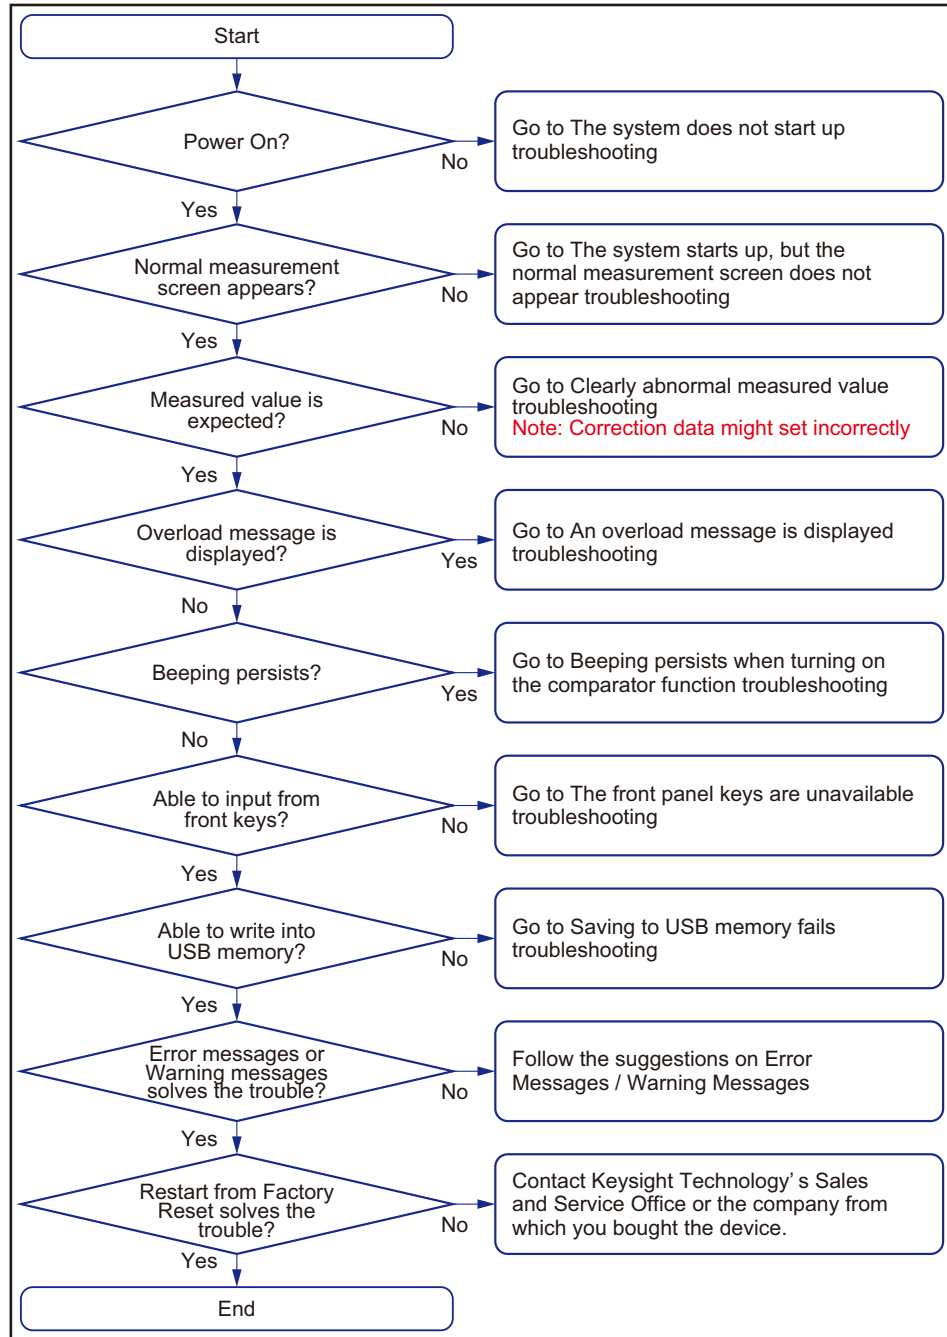 Start
Power On?
No
Go to The system does not start up
troubleshooting
Yes
Normal measurement
screen appears?
No
Go to The system starts up, but the
normal measurement screen does not
appear troubleshooting
Yes
Measured value is
expected?
No
Go to Clearly abnormal measured value
troubleshooting
Note: Correction data might set incorrectly
Yes
Overload message is
displayed?
Yes
Go to An overload message is displayed
troubleshooting
No
Beeping persists?
Yes
Go to Beeping persists when turning on
the comparator function troubleshooting
No
Able to input from
front keys?
No
Go to The front panel keys are unavailable
troubleshooting
Yes
Able to write into
USB memory?
No
Go to Saving to USB memory fails
troubleshooting
Yes
Error messages or
Warning messages
solves the trouble?
No
Follow the suggestions on Error
Messages / Warning Messages
Yes
Restart from Factory
Reset solves the
trouble?
No
Contact Keysight Technology' s Sales
and Service Office or the company from
which you bought the device.
Yes
End